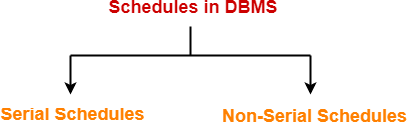 Schedules in DBMS
Serial Schedules
Non-Serial Schedules